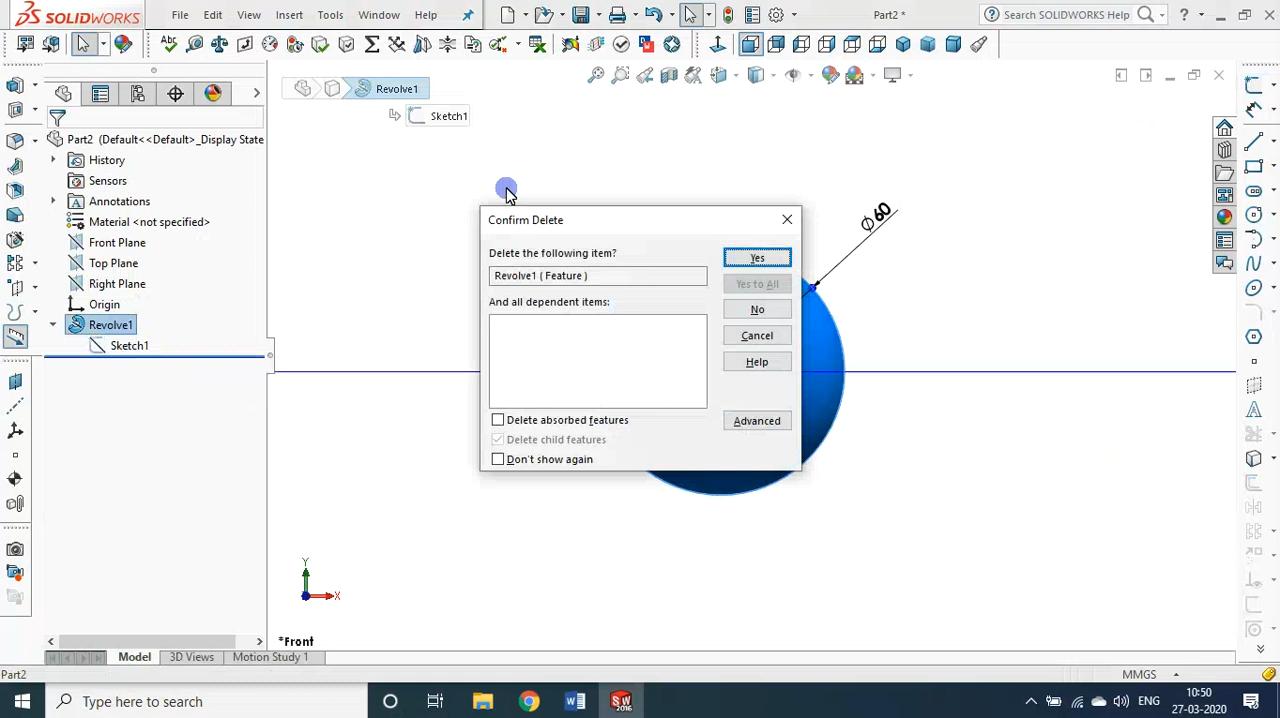 SOLIDWORKS
File
Edit
View
Insert
Tools
Window
Help
Part2 *
Search SOLIDWORKS Help
Abc
Revolve1
Sketch1
Part2 (Default<<Default>_Display State
History
Sensors
Annotations
Material <not specified>
Front Plane
Top Plane
Right Plane
Origin
Revolve1
Sketch1
Confirm Delete
Delete the following item?
Revolve1 ( Feature )
And all dependent items:
Yes
Yes to All
No
Cancel
Help
Advanced
Delete absorbed features
Delete child features
Don't show again
Ø60
Y
X
*Front
Model
3D Views
Motion Study 1
Part2
MMGS
Type here to search
SW
2016
ENG
10:50
27-03-2020